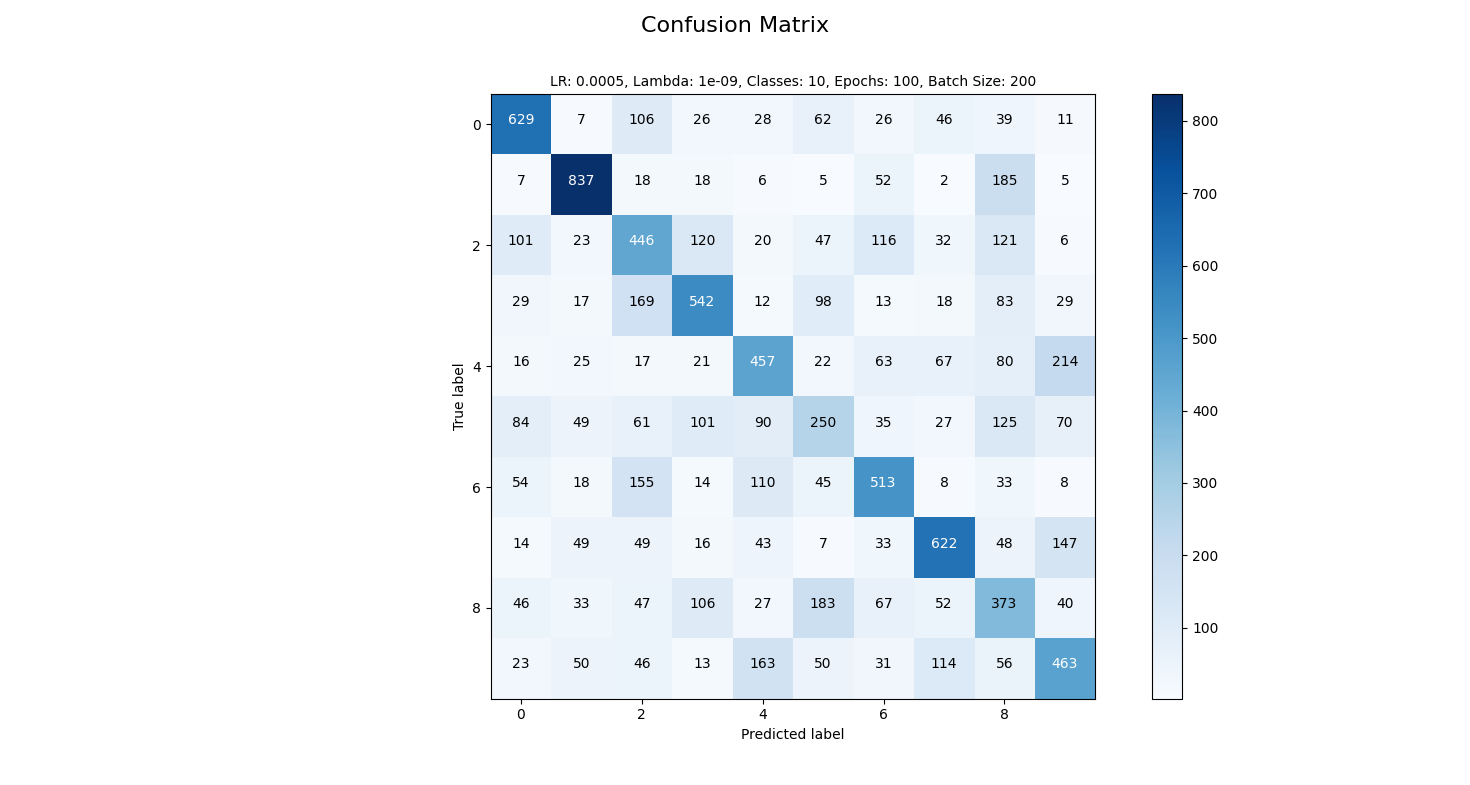 Confusion Matrix
LR: 0.0005, Lambda: 1e-09, Classes: 10, Epochs: 100, Batch Size: 200
0 629 7 106 26 28 62 26 46 39 11
7 837 18 18 6 5 52 2 185 5
2 101 23 446 120 20 47 116 32 121 6
29 17 169 542 12 98 13 18 83 29
4 16 25 17 21 457 22 63 67 80 214
84 49 61 101 90 250 35 27 125 70
6 54 18 155 14 110 45 513 8 33 8
14 49 49 16 43 7 33 622 48 147
8 46 33 47 106 27 183 67 52 373 40
23 50 46 13 163 50 31 114 56 463
0 2 4 6 8
Predicted label
True label
800
700
600
500
400
300
200
100